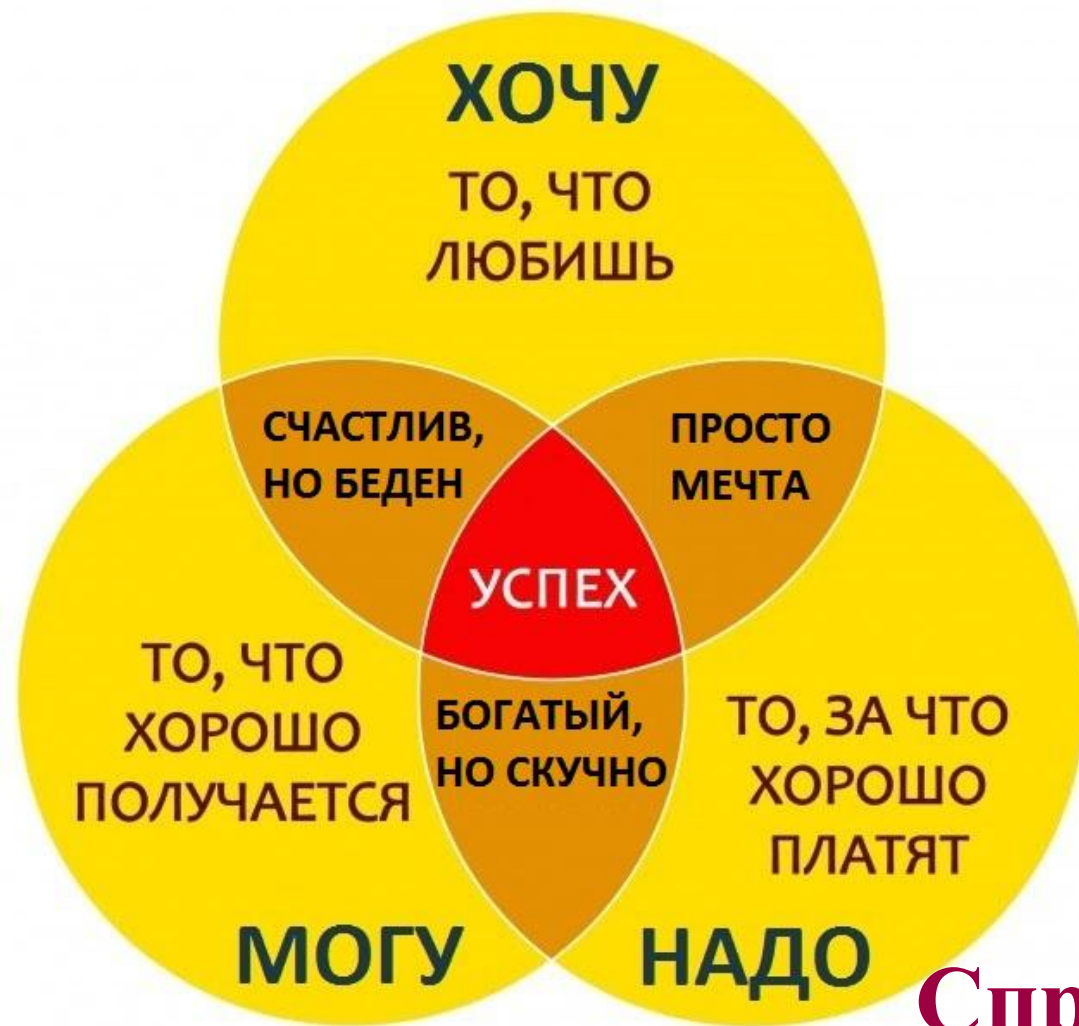 ХОЧУ
ТО, ЧТО
ЛЮБИШЬ
СЧАСТЛИВ,
НО БЕДЕН
ПРОСТО
МЕЧТА
УСПЕХ
ТО, ЧТО
ХОРОШО
ПОЛУЧАЕТСЯ
БОГАТЫЙ,
НО СКУЧНО
ТО, ЗА ЧТО
ХОРОШО
ПЛАТЯТ
МОГУ
НАДО